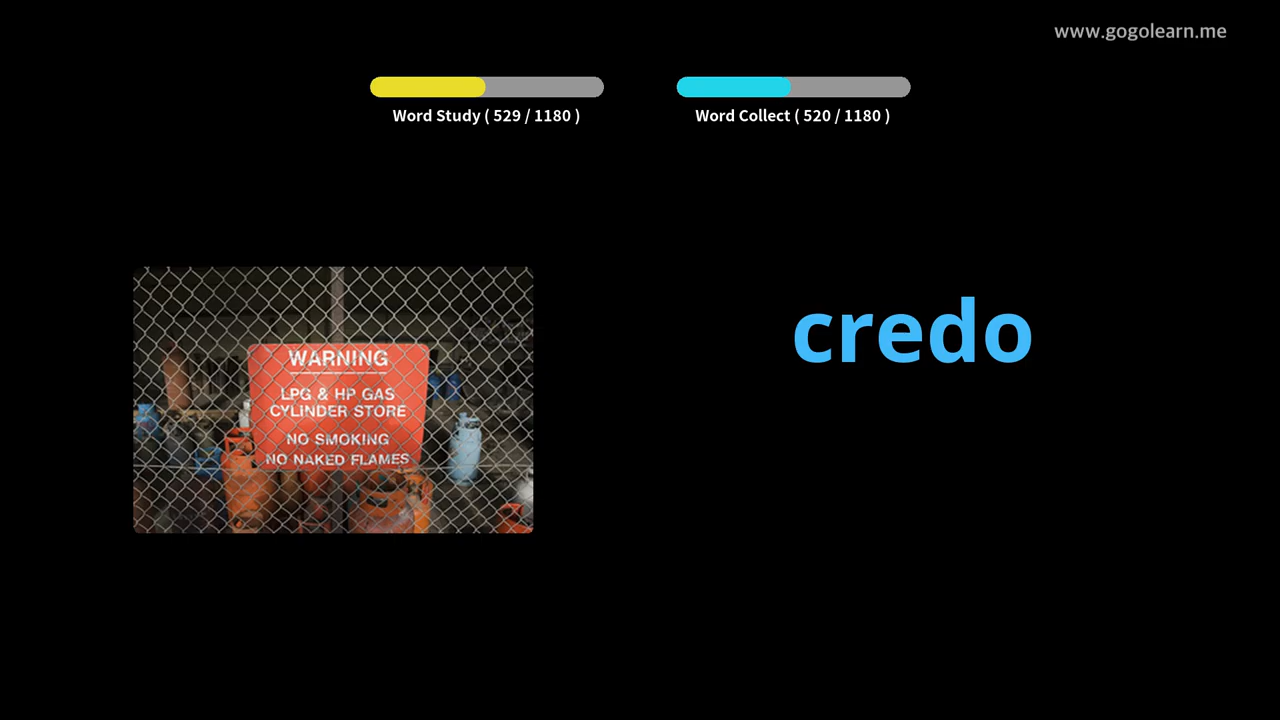 www.gogolearn.me
Word Study ( 529 / 1180 )
Word Collect ( 520 / 1180 )
WARNING
LPG & HP GAS
CYLINDER STORE
NO SMOKING
NO NAKED FLAMES
credo